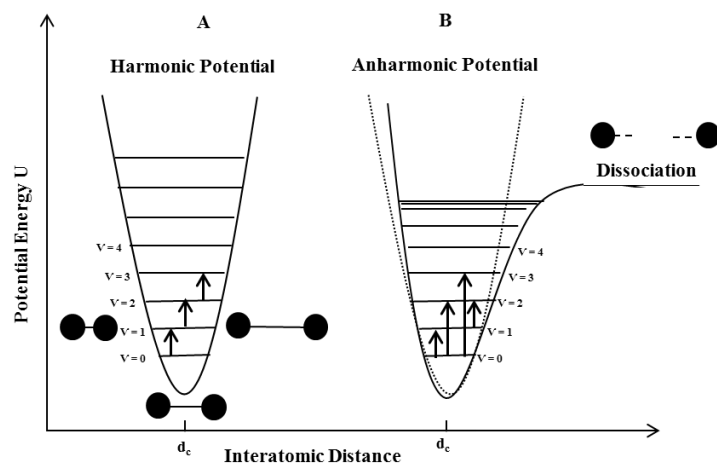 A
B
Harmonic Potential
Anharmonic Potential
Dissociation
Potential Energy U
V = 4
V = 3
V = 2
V = 1
V = 0
V = 4
V = 3
V = 2
V = 1
V = 0
dc
dc
Interatomic Distance